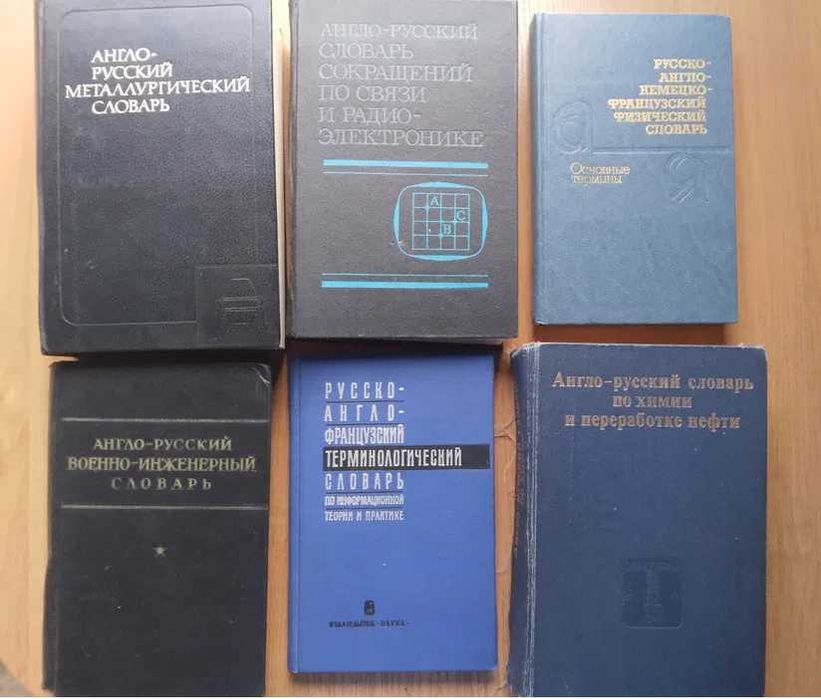 АНГЛО-
РУССКИЙ
МЕТАЛЛУРГИЧЕСКИЙ
СЛОВАРЬ
АНГЛО-РУССКИЙ
СЛОВАРЬ
СОКРАЩЕНИЙ
ПО СВЯЗИ
И РАДИО-
ЭЛЕКТРОНИКЕ
A
C
B
РУССКО-
АНГЛО-
НЕМЕЦКО-
ФРАНЦУЗСКИЙ
ФИЗИЧЕСКИЙ
СЛОВАРЬ
а
Основные
термины
Я
АНГЛО-РУССКИЙ
ВОЕННО-ИНЖЕНЕРНЫЙ
СЛОВАРЬ
РУССКО-
АНГЛО-
ФРАНЦУЗСКИЙ
ТЕРМИНОЛОГИЧЕСКИЙ
СЛОВАРЬ
ПО ИНФОРМАЦИОННОЙ
ТЕОРИИ И ПРАКТИКЕ
ИЗДАТЕЛЬСТВО «НАУКА»
Англо-русский словарь
по химии
и переработке нефти